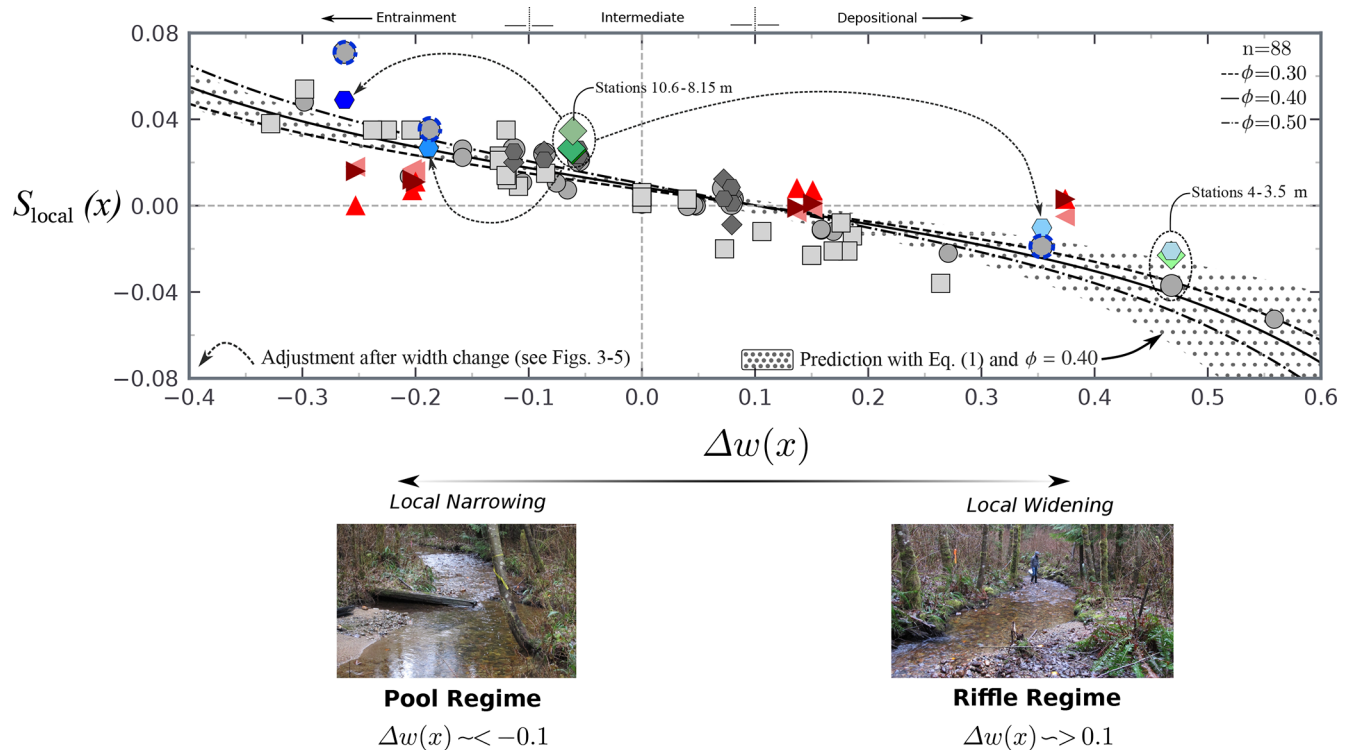 Entrainment Intermediate Depositional
0.08
n=88
ϕ=0.30
ϕ=0.40
ϕ=0.50
Stations 10.6-8.15 m
0.04
Stations 4-3.5 m
S_local (x)
0.00
−0.04
Adjustment after width change (see Figs. 3-5)
Prediction with Eq. (1) and ϕ = 0.40
−0.08
−0.4 −0.3 −0.2 −0.1 0.0 0.1 0.2 0.3 0.4 0.5 0.6
Δw(x)
Local Narrowing Local Widening
Pool Regime Riffle Regime
Δw(x) ~< −0.1 Δw(x) ~> 0.1